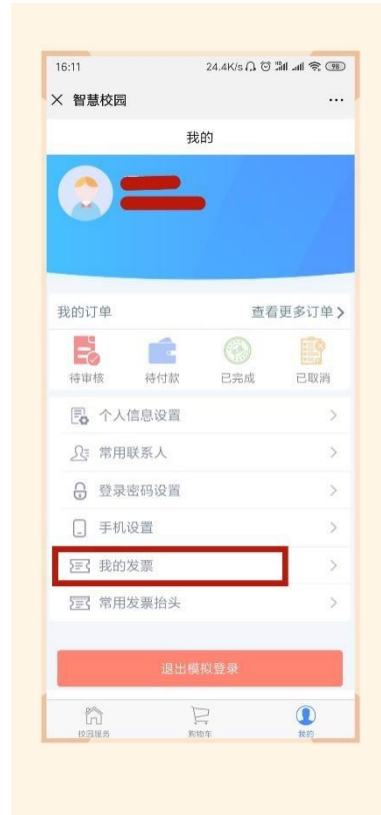 16:11 24.4K/s 98
智慧校园
我的
我的订单 查看更多订单
待审核 待付款 已完成 已取消
个人信息设置
常用联系人
登录密码设置
手机设置
我的发票
常用发票抬头
退出模拟登录
校园服务 购物车 我的